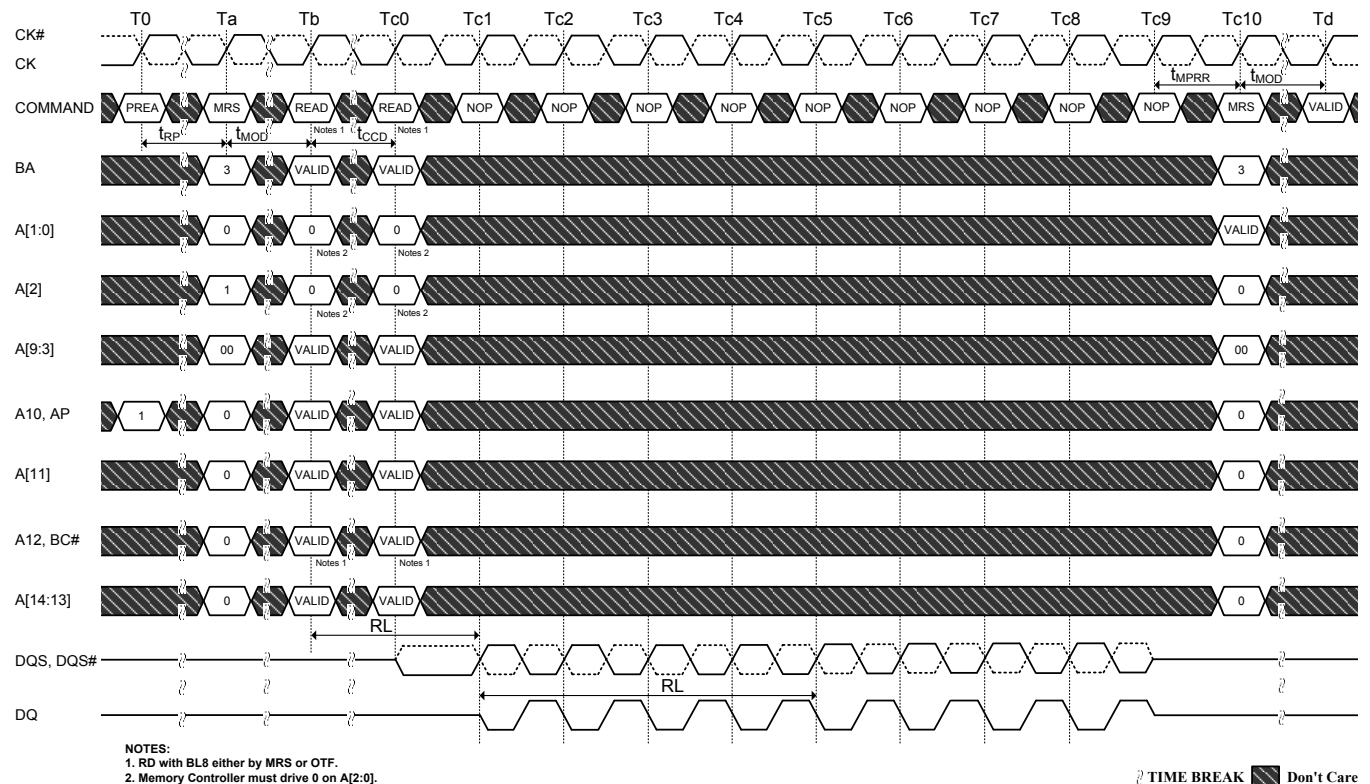 T0 Ta Tb Tc0 Tc1 Tc2 Tc3 Tc4 Tc5 Tc6 Tc7 Tc8 Tc9 Tc10 Td
CK#
CK
tMPRR tMOD
COMMAND PREA MRS READ READ NOP NOP NOP NOP NOP NOP NOP NOP NOP MRS VALID
Notes 1 Notes 1
tRP tMOD tCCD
BA 3 VALID VALID 3
A[1:0] 0 0 0 VALID
Notes 2 Notes 2
A[2] 1 0 0 0
Notes 2 Notes 2
A[9:3] 00 VALID VALID 00
A10, AP 1 0 VALID VALID 0
A[11] 0 VALID VALID 0
A12, BC# 0 VALID VALID 0
Notes 1 Notes 1
A[14:13] 0 VALID VALID 0
RL
DQS, DQS#
RL
DQ
NOTES:
1. RD with BL8 either by MRS or OTF.
2. Memory Controller must drive 0 on A[2:0].
TIME BREAK Don't Care